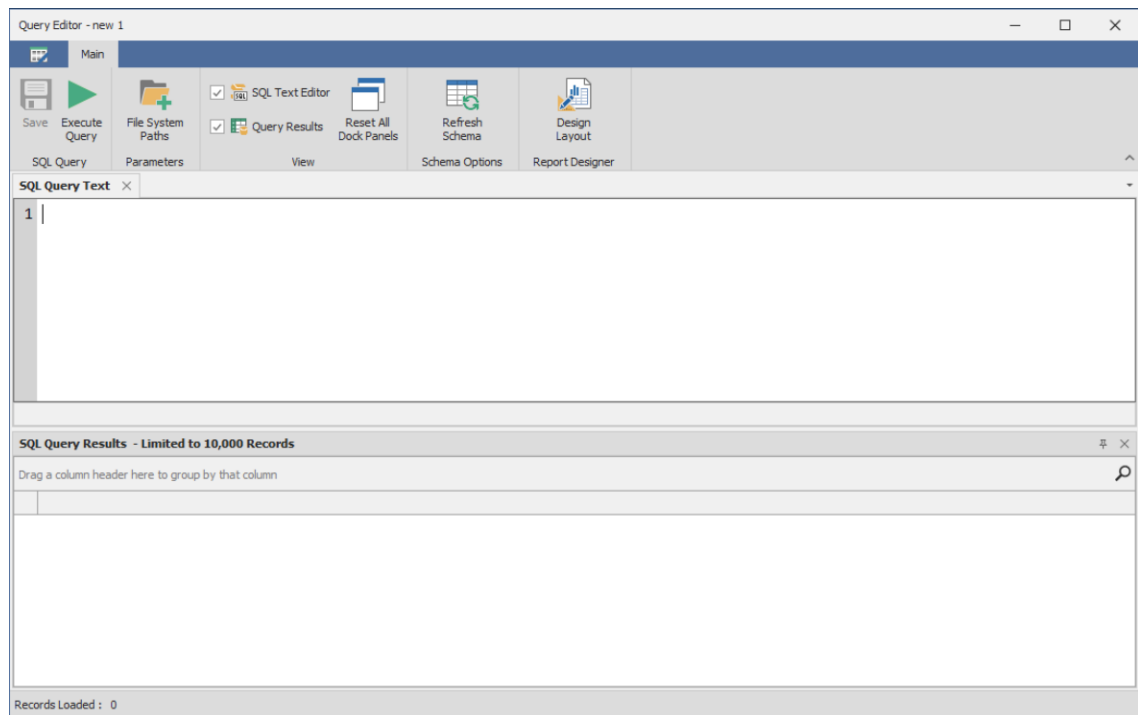 Query Editor - new 1
Main
Save
Execute
Query
File System
Paths
SQL
SQL Text Editor
Query Results
Reset All
Dock Panels
Refresh
Schema
Design
Layout
SQL Query
Parameters
View
Schema Options
Report Designer
SQL Query Text
1
SQL Query Results - Limited to 10,000 Records
Drag a column header here to group by that column
Records Loaded : 0